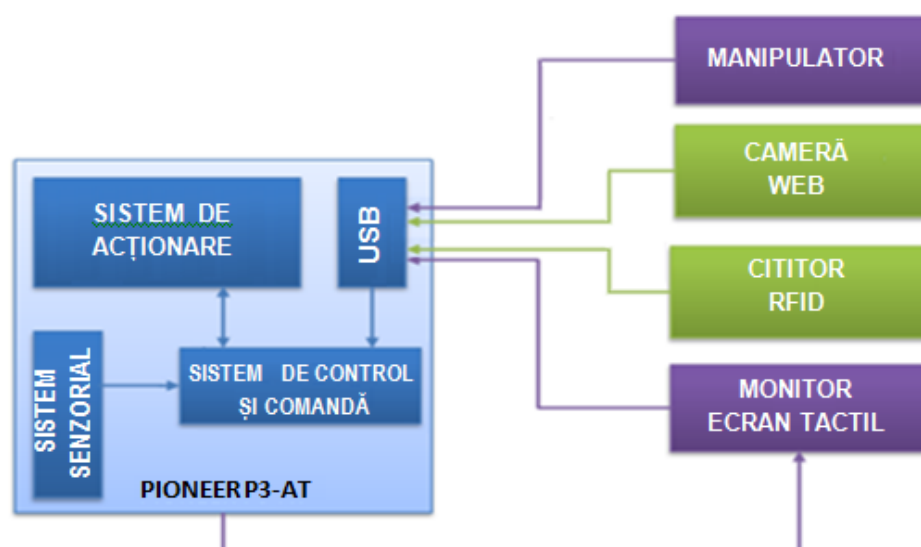 MANIPULATOR
CAMERĂ
WEB
SISTEM DE
ACȚIONARE
USB
CITITOR
RFID
SISTEM
SENZORIAL
SISTEM DE CONTROL
ȘI COMANDĂ
MONITOR
ECRAN TACTIL
PIONEER P3-AT